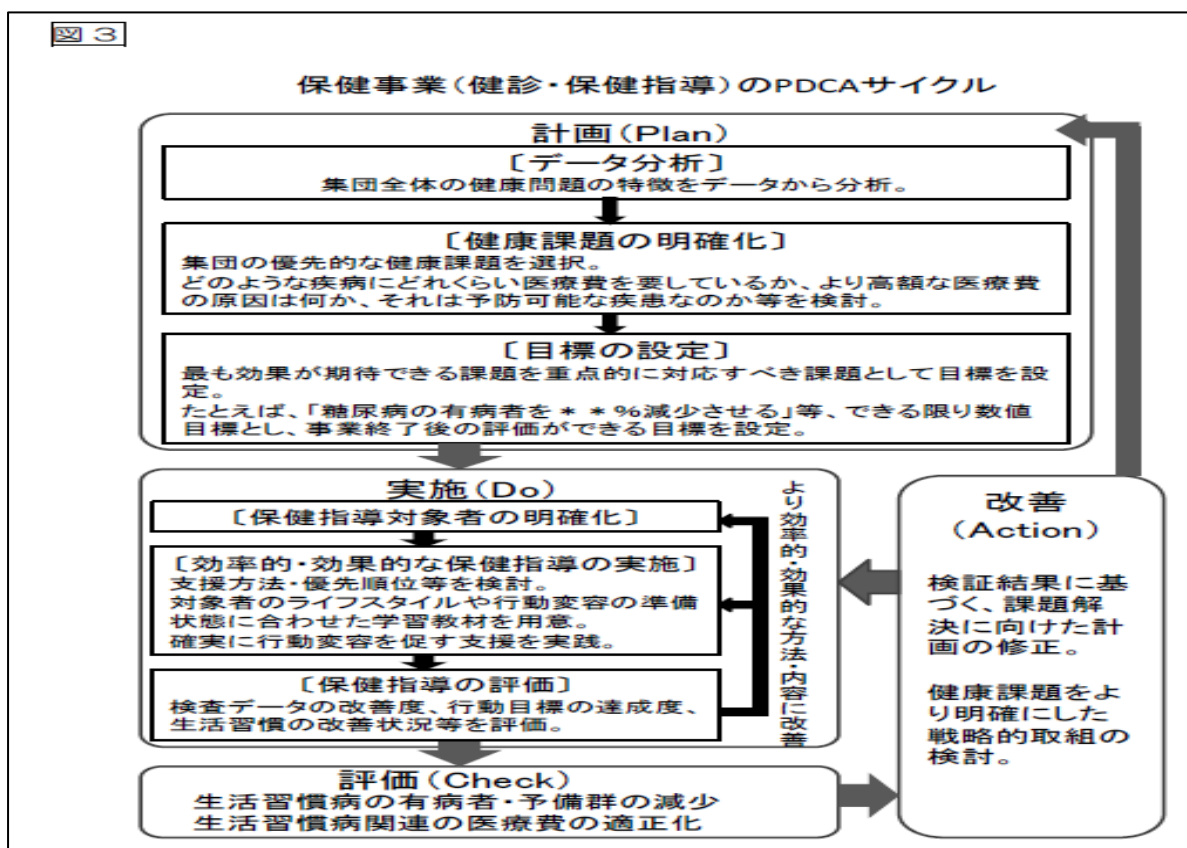 図3
保健事業(健診・保健指導)のPDCAサイクル
計画(Plan)
〔データ分析〕
集団全体の健康問題の特徴をデータから分析。
〔健康課題の明確化〕
集団の優先的な健康課題を選択。
どのような疾病にどれくらい医療費を要しているか、より高額な医療費
の原因は何か、それは予防可能な疾患なのか等を検討。
〔目標の設定〕
最も効果が期待できる課題を重点的に対応すべき課題として目標を設
定。
たとえば、「糖尿病の有病者を**%減少させる」等、できる限り数値
目標とし、事業終了後の評価ができる目標を設定。
実施(Do)
〔保健指導対象者の明確化〕
〔効率的・効果的な保健指導の実施〕
支援方法・優先順位等を検討。
対象者のライフスタイルや行動変容の準備
状態に合わせた学習教材を用意。
確実に行動変容を促す支援を実践。
〔保健指導の評価〕
検査データの改善度、行動目標の達成度、
生活習慣の改善状況等を評価。
より効率的・効果的な方法・内容に改善
評価(Check)
生活習慣病の有病者・予備群の減少
生活習慣病関連の医療費の適正化
改善
(Action)
検証結果に基
づく、課題解
決に向けた計
画の修正。
健康課題をよ
り明確にした
戦略的取組の
検討。